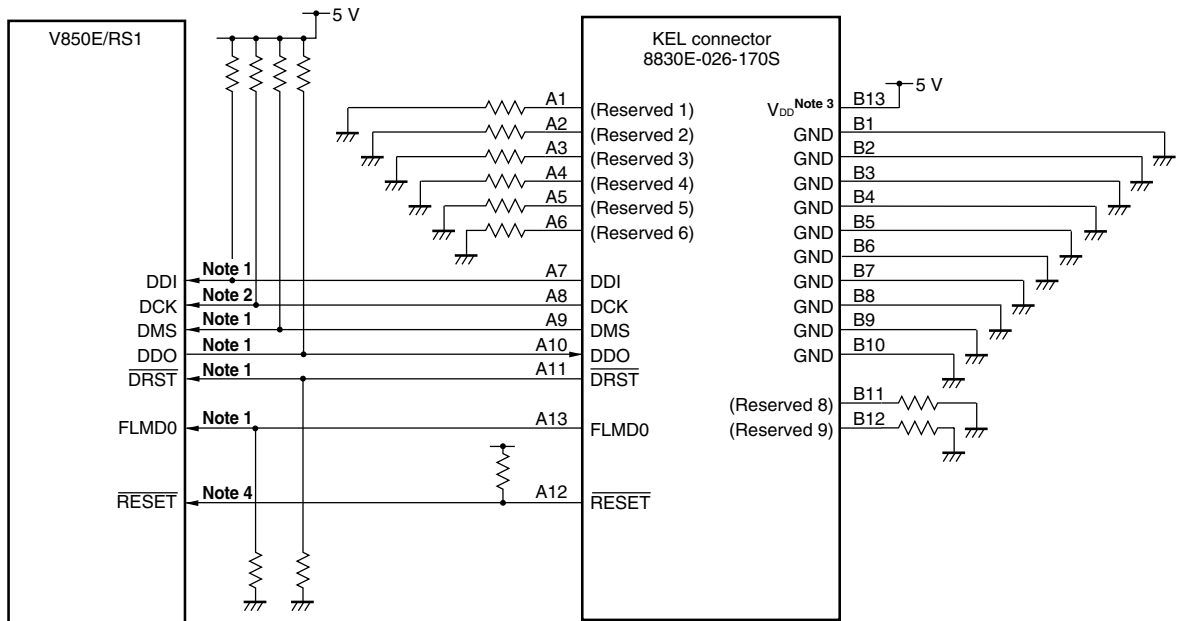 V850E/RS1
5 V
KEL connector
8830E-026-170S
5 V
A1 (Reserved 1)
A2 (Reserved 2)
A3 (Reserved 3)
A4 (Reserved 4)
A5 (Reserved 5)
A6 (Reserved 6)
VDD Note 3 B13
GND B1
GND B2
GND B3
GND B4
GND B5
GND B6
GND B7
GND B8
GND B9
GND B10
(Reserved 8) B11
(Reserved 9) B12
DDI Note 1 A7 DDI
DCK Note 2 A8 DCK
DMS Note 1 A9 DMS
DDO Note 1 A10 DDO
DRST Note 1 A11 DRST
FLMD0 Note 1 A13 FLMD0
RESET Note 4 A12 RESET